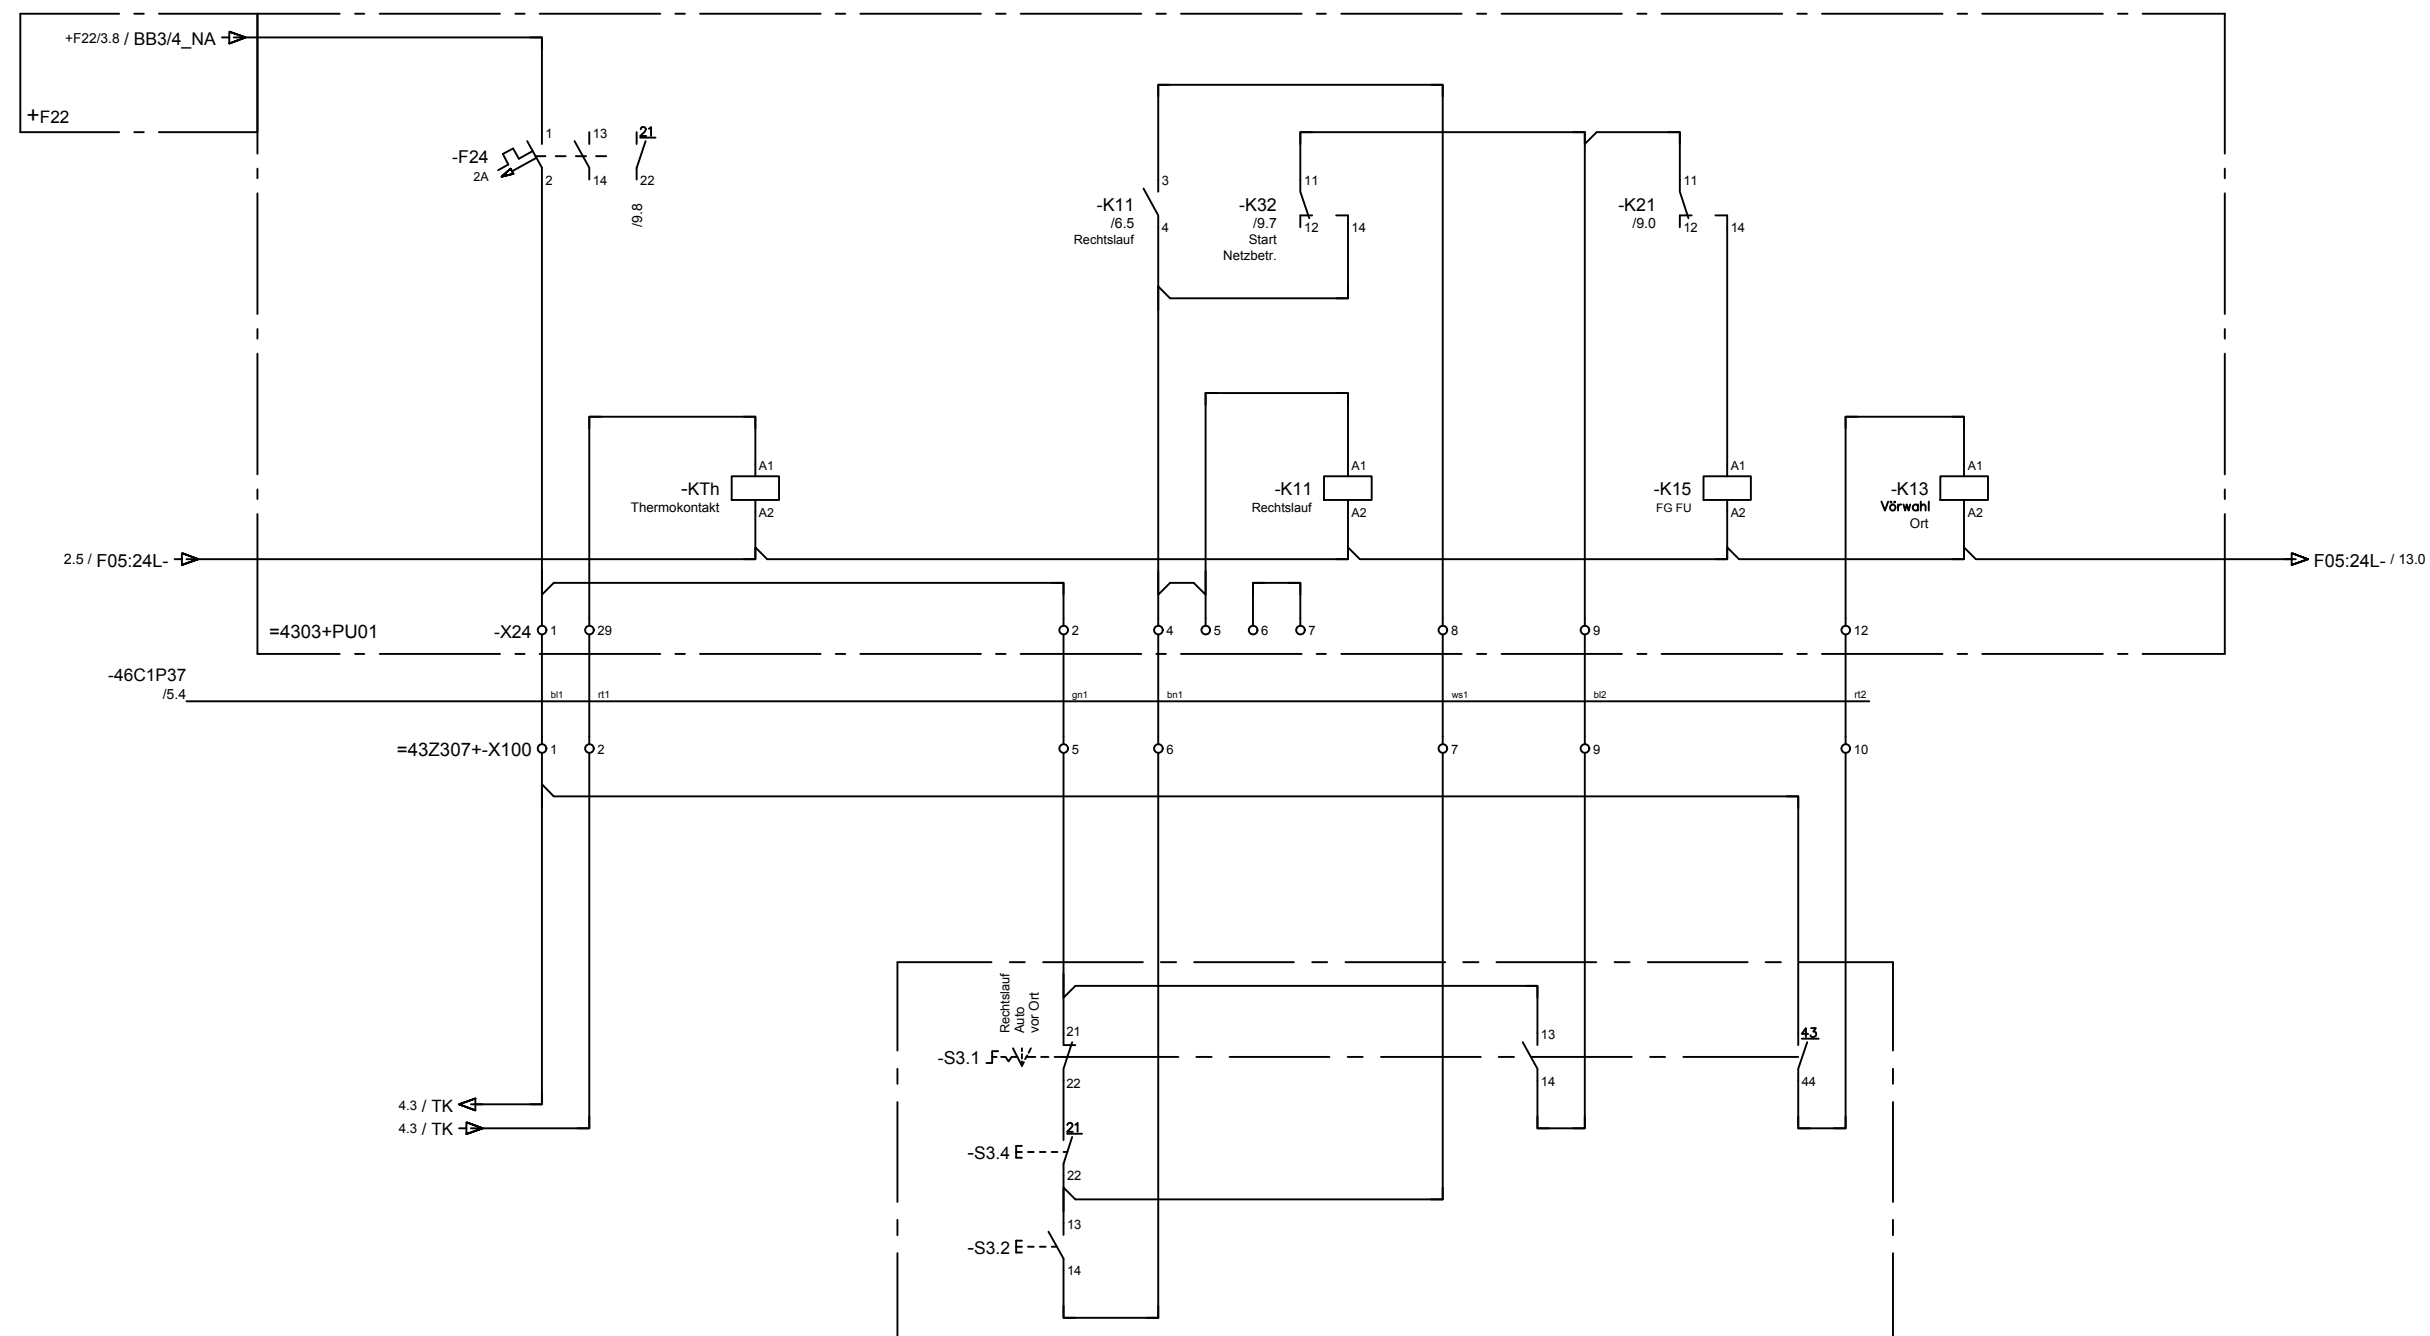 +F22/3.8 / BB3/4_NA
+F22
-F24
2A
1
2
13
14
21
22
/9.8
-K11
/6.5
Rechtslauf
3
4
-K32
/9.7
Start
Netzbetr.
11
12
14
-K21
/9.0
11
12
14
-KTh
Thermokontakt
A1
A2
-K11
Rechtslauf
A1
A2
-K15
FG FU
A1
A2
-K13
Vörwahl
Ort
A1
A2
2.5 / F05:24L-
F05:24L- / 13.0
=4303+PU01
-X24
1
29
2
4
5
6
7
8
9
12
-46C1P37
/5.4
bl1
rt1
gn1
bn1
ws1
bl2
rt2
=43Z307+-X100
1
2
5
6
7
9
10
Rechtslauf
Auto
vor Ort
-S3.1
21
22
13
14
43
44
4.3 / TK
4.3 / TK
-S3.4
21
22
-S3.2
13
14